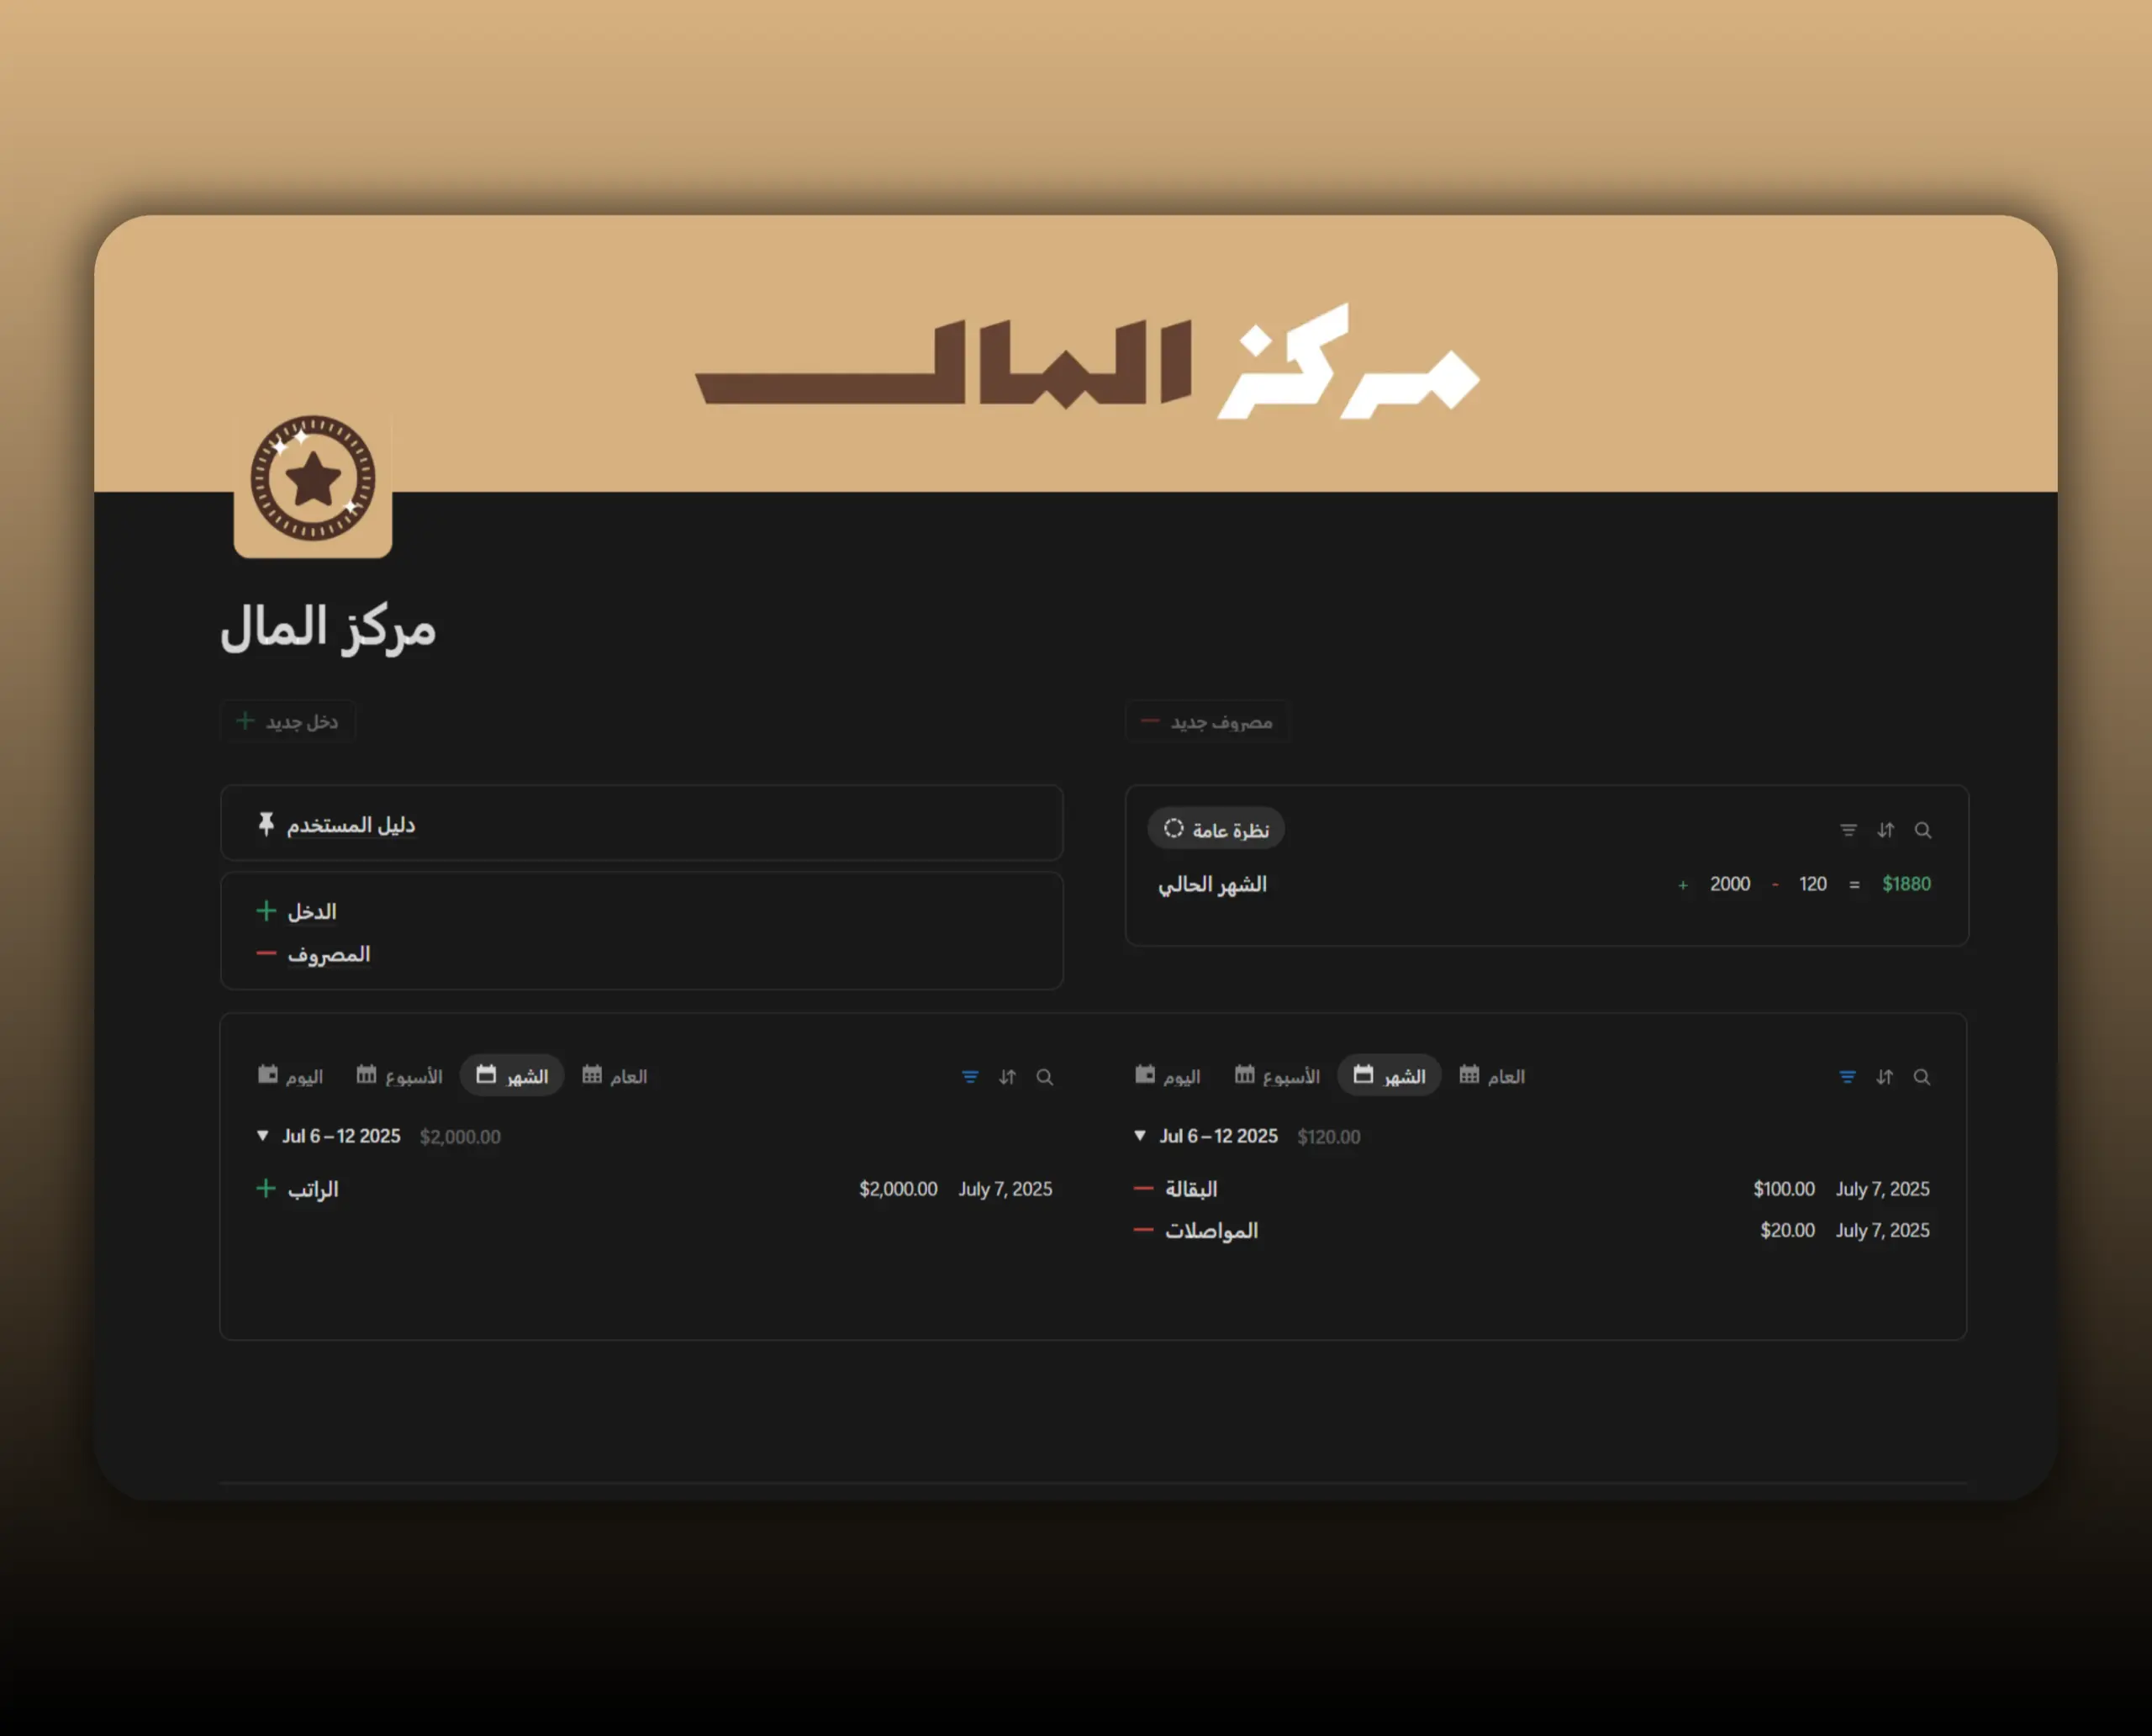 مركز المال
مركز المال
دخل جديد
مصروف جديد
دليل المستخدم
الدخل
المصروف
نظرة عامة
الشهر الحالي + 2000 - 120 = $1880
اليوم الأسبوع الشهر العام
Jul 6 – 12 2025 $2,000.00
الراتب $2,000.00 July 7, 2025
اليوم الأسبوع الشهر العام
Jul 6 – 12 2025 $120.00
البقالة $100.00 July 7, 2025
المواصلات $20.00 July 7, 2025